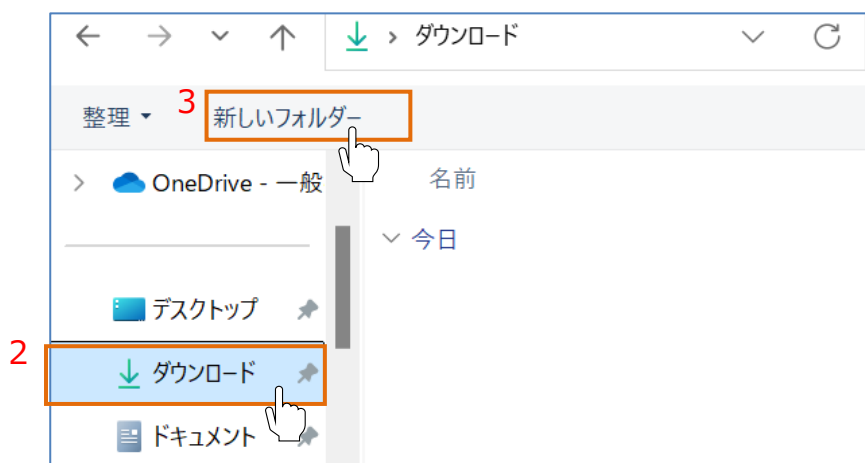 ダウンロード
整理
3
新しいフォルダー
OneDrive - 一般
名前
今日
デスクトップ
2
ダウンロード
ドキュメント